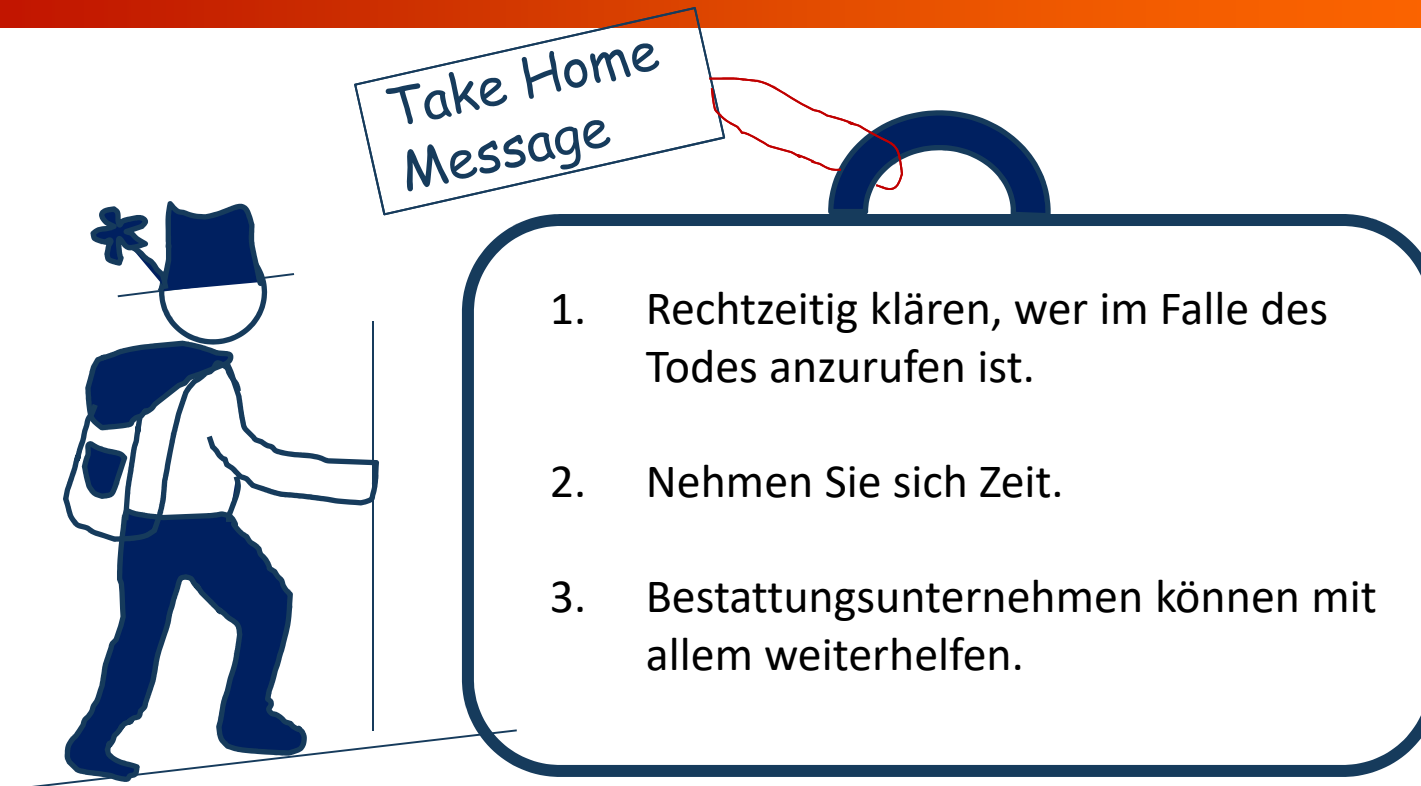 Take Home
Message
1. Rechtzeitig klären, wer im Falle des
Todes anzurufen ist.
2. Nehmen Sie sich Zeit.
3. Bestattungsunternehmen können mit
allem weiterhelfen.